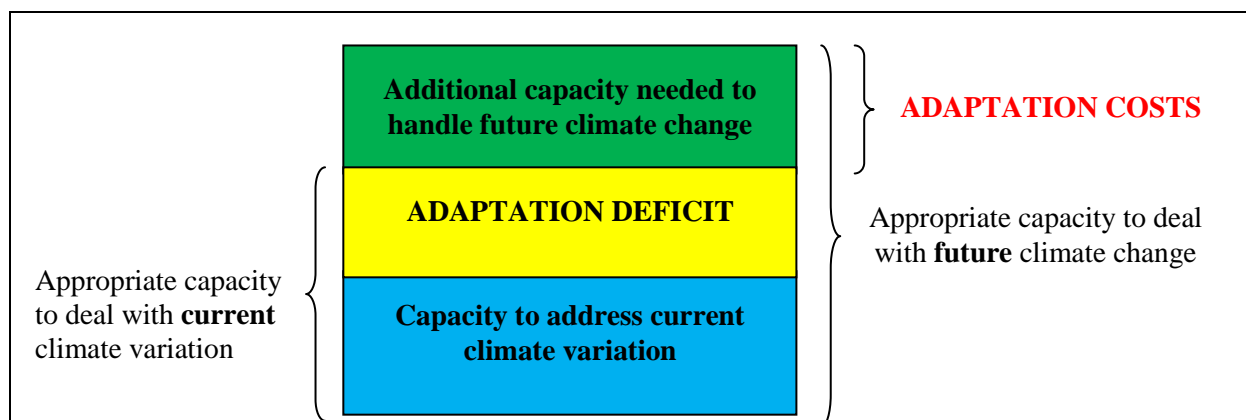 Additional capacity needed to
handle future climate change
ADAPTATION COSTS
ADAPTATION DEFICIT
Appropriate capacity to deal
with future climate change
Appropriate capacity
to deal with current
climate variation
Capacity to address current
climate variation